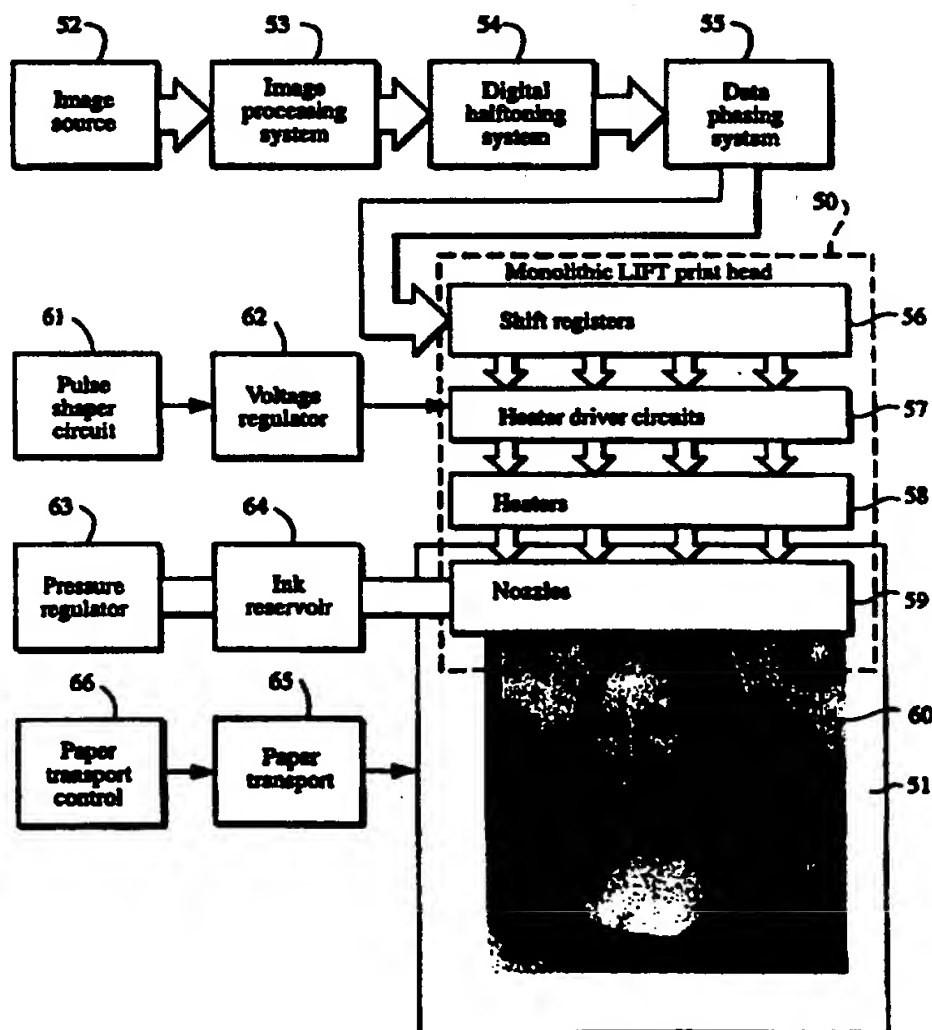 52
53
54
55
Image
source
Image
processing
system
Digital
halftoning
system
Data
phasing
system
50
Monolithic LIFT print head
Shift registers
56
61
62
Pulse
shaper
circuit
Voltage
regulator
Heater driver circuits
57
Heaters
58
63
64
Pressure
regulator
Ink
reservoir
Nozzles
59
66
65
60
Paper
transport
control
Paper
transport
51